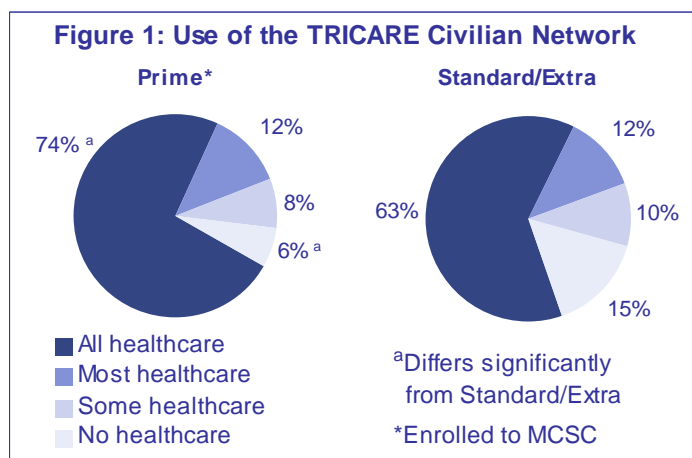 Figure 1: Use of the TRICARE Civilian Network
Prime*
Standard/Extra
74% a
12%
8%
6% a
63%
12%
10%
15%
All healthcare
Most healthcare
Some healthcare
No healthcare
aDiffers significantly
from Standard/Extra
*Enrolled to MCSC